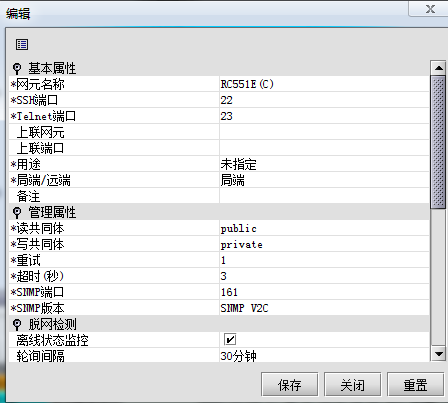 编辑
基本属性
*网元名称 RC551E(C)
*SSH端口 22
*Telnet端口 23
上联网元
上联端口
*用途 未指定
*局端/远端 局端
备注
管理属性
*读共同体 public
*写共同体 private
*重试 1
*超时(秒) 3
*SNMP端口 161
*SNMP版本 SNMP V2C
脱网检测
离线状态监控
轮询间隔 30分钟
保存 关闭 重置